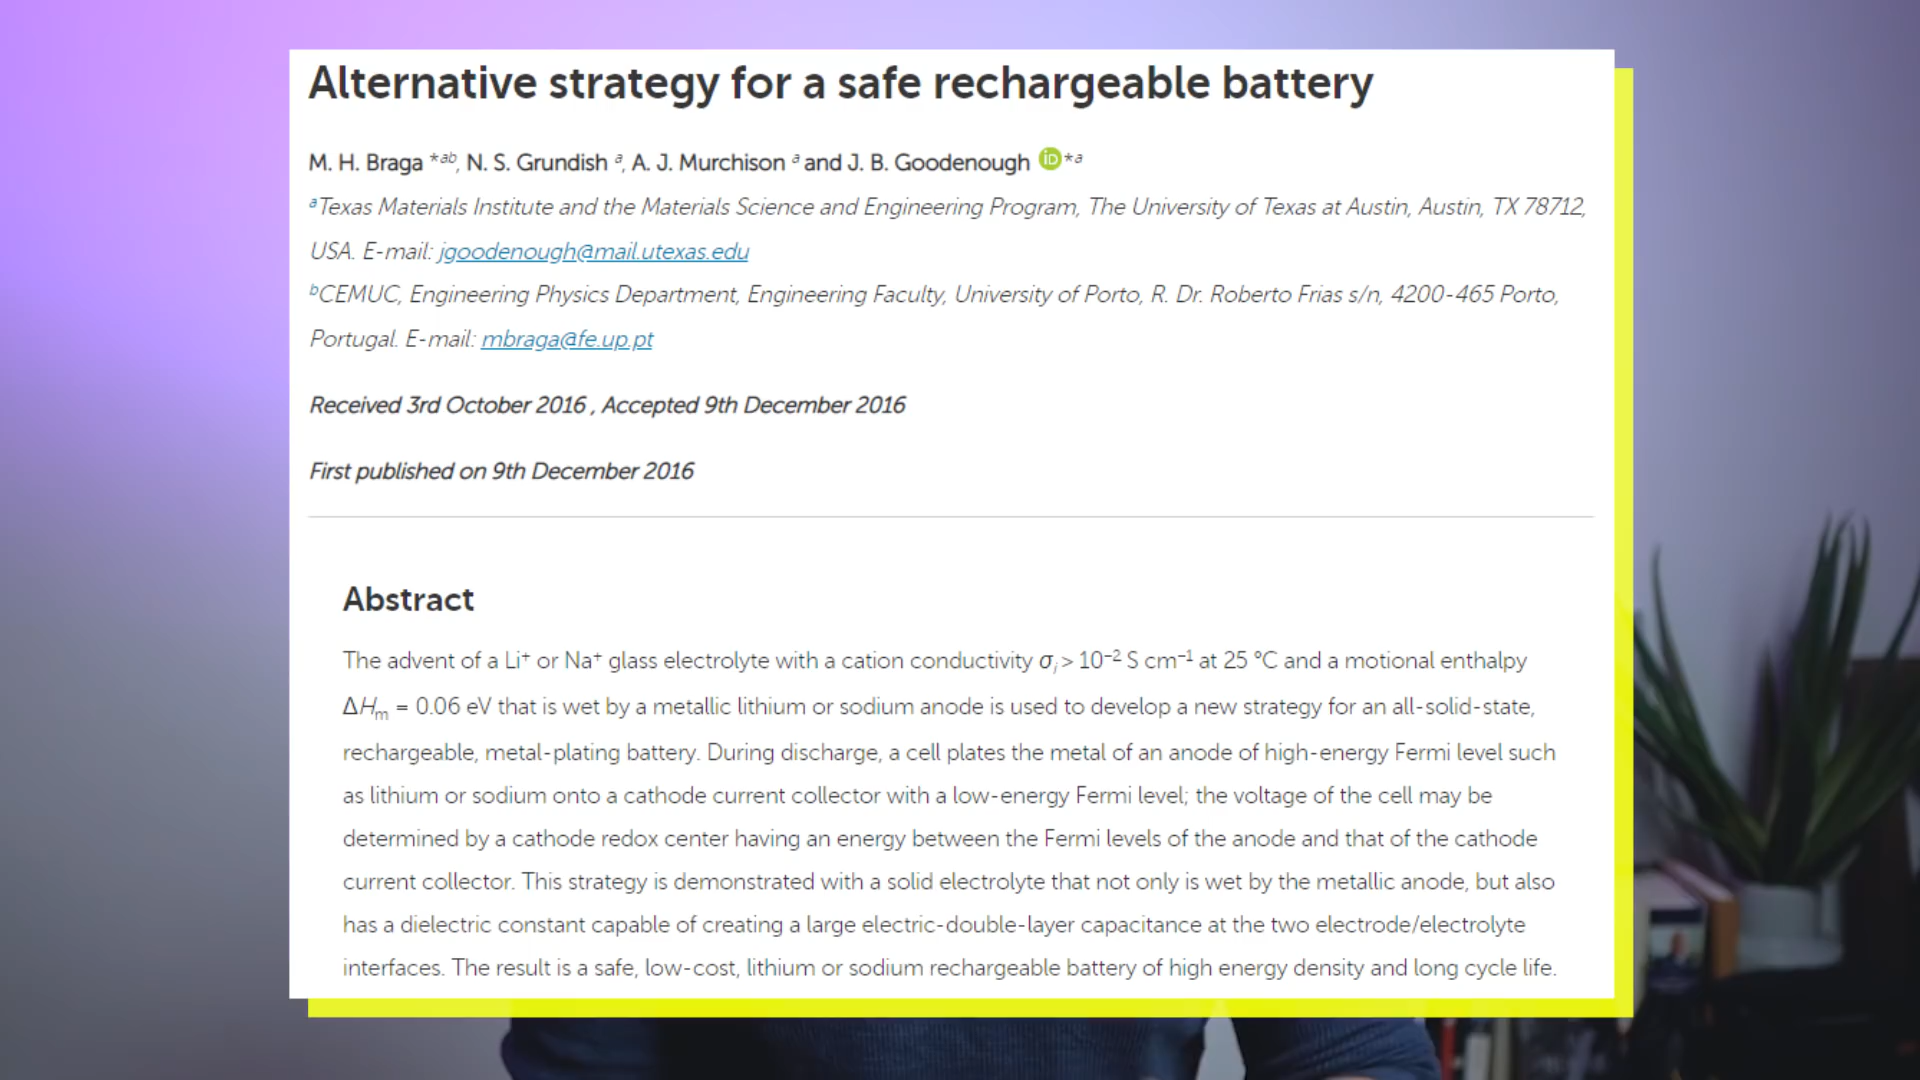 Alternative strategy for a safe rechargeable battery
M. H. Braga *ab, N. S. Grundish a, A. J. Murchison a and J. B. Goodenough iD *a
aTexas Materials Institute and the Materials Science and Engineering Program, The University of Texas at Austin, Austin, TX 78712,
USA. E-mail: jgoodenough@mail.utexas.edu
bCEMUC, Engineering Physics Department, Engineering Faculty, University of Porto, R. Dr. Roberto Frias s/n, 4200-465 Porto,
Portugal. E-mail: mbraga@fe.up.pt
Received 3rd October 2016 , Accepted 9th December 2016
First published on 9th December 2016
Abstract
The advent of a Li⁺ or Na⁺ glass electrolyte with a cation conductivity σᵢ > 10⁻² S cm⁻¹ at 25 °C and a motional enthalpy
ΔHₘ = 0.06 eV that is wet by a metallic lithium or sodium anode is used to develop a new strategy for an all-solid-state,
rechargeable, metal-plating battery. During discharge, a cell plates the metal of an anode of high-energy Fermi level such
as lithium or sodium onto a cathode current collector with a low-energy Fermi level; the voltage of the cell may be
determined by a cathode redox center having an energy between the Fermi levels of the anode and that of the cathode
current collector. This strategy is demonstrated with a solid electrolyte that not only is wet by the metallic anode, but also
has a dielectric constant capable of creating a large electric-double-layer capacitance at the two electrode/electrolyte
interfaces. The result is a safe, low-cost, lithium or sodium rechargeable battery of high energy density and long cycle life.